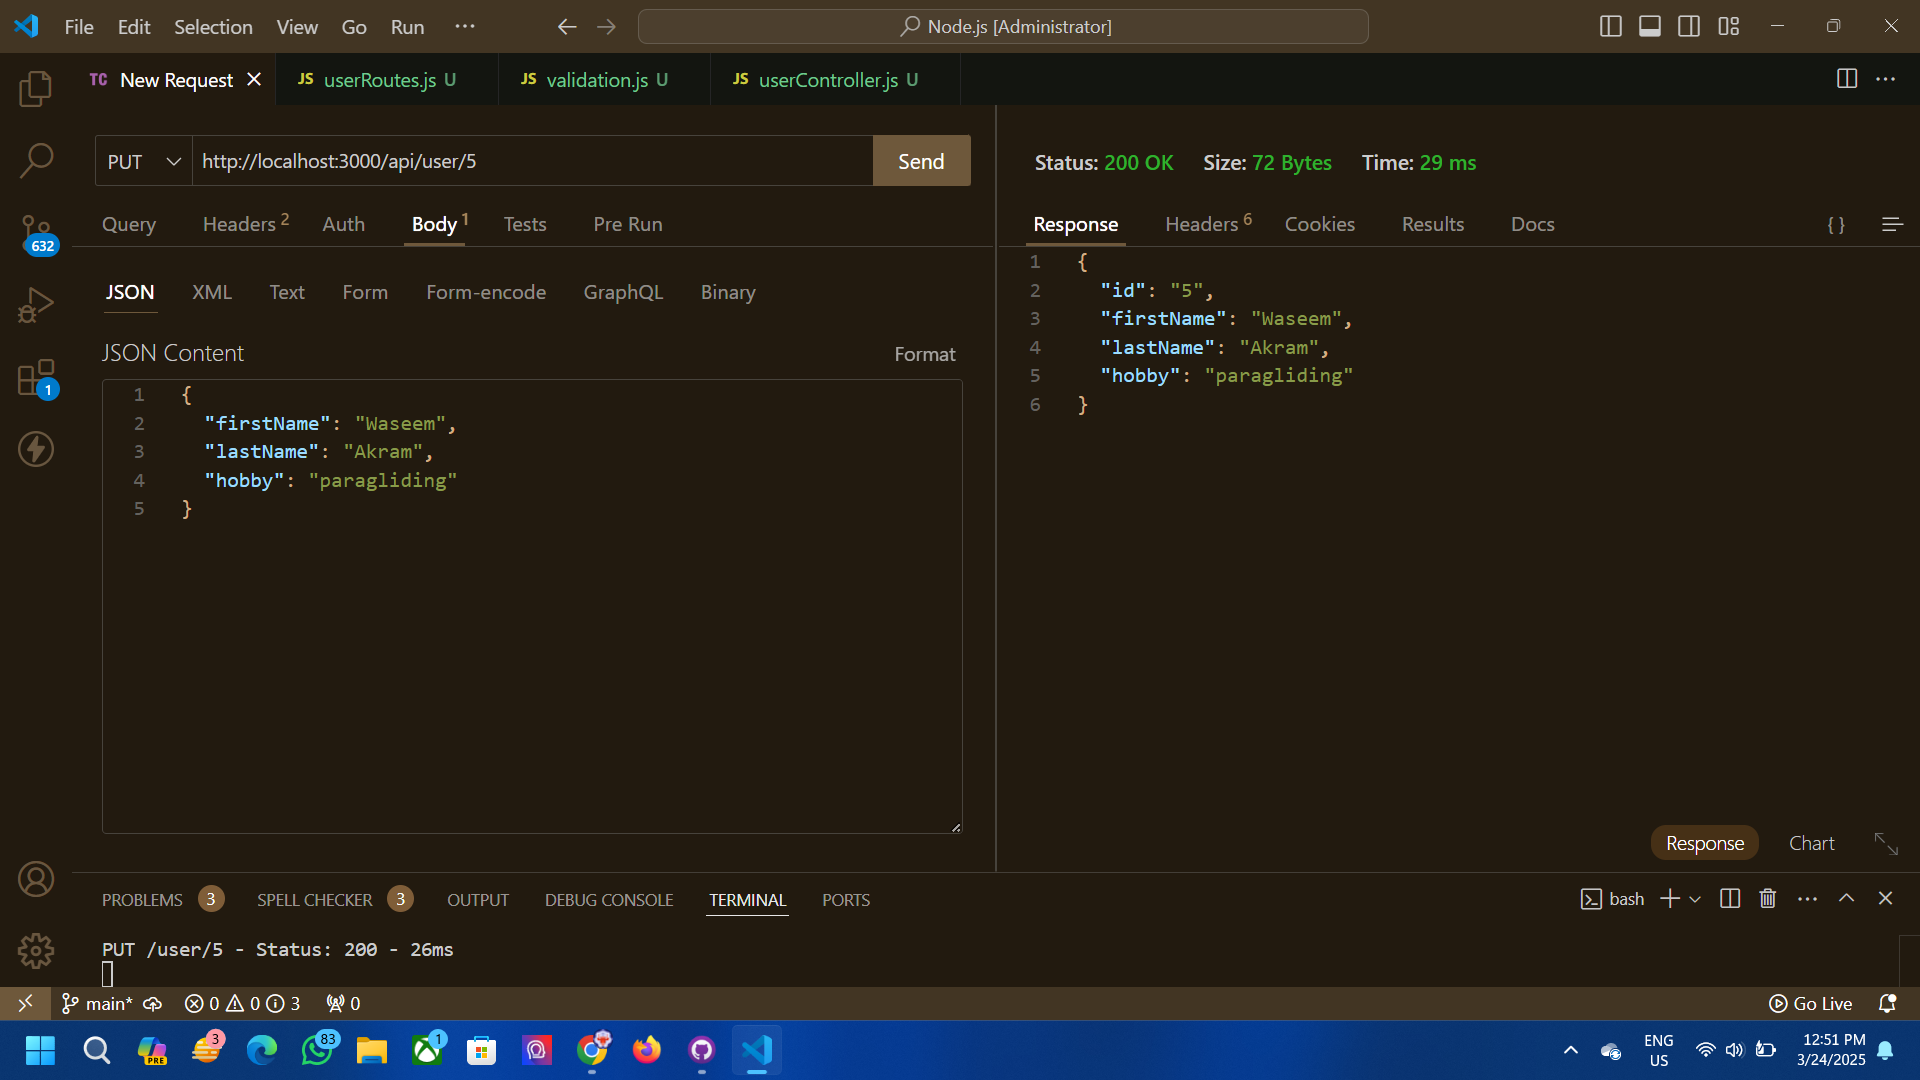 File Edit Selection View Go Run ··· Node.js [Administrator]
TC New Request JS userRoutes.js U JS validation.js U JS userController.js U
PUT http://localhost:3000/api/user/5 Send
Status: 200 OK Size: 72 Bytes Time: 29 ms
Query Headers 2 Auth Body 1 Tests Pre Run
Response Headers 6 Cookies Results Docs { }
632
JSON XML Text Form Form-encode GraphQL Binary
JSON Content Format
1 {
2 "firstName": "Waseem",
3 "lastName": "Akram",
4 "hobby": "paragliding"
5 }
1 {
2 "id": "5",
3 "firstName": "Waseem",
4 "lastName": "Akram",
5 "hobby": "paragliding"
6 }
1
Response Chart
PROBLEMS 3 SPELL CHECKER 3 OUTPUT DEBUG CONSOLE TERMINAL PORTS bash
PUT /user/5 - Status: 200 - 26ms
main* 0 0 3 0 Go Live
PRE 3 83 1
ENG
US
12:51 PM
3/24/2025